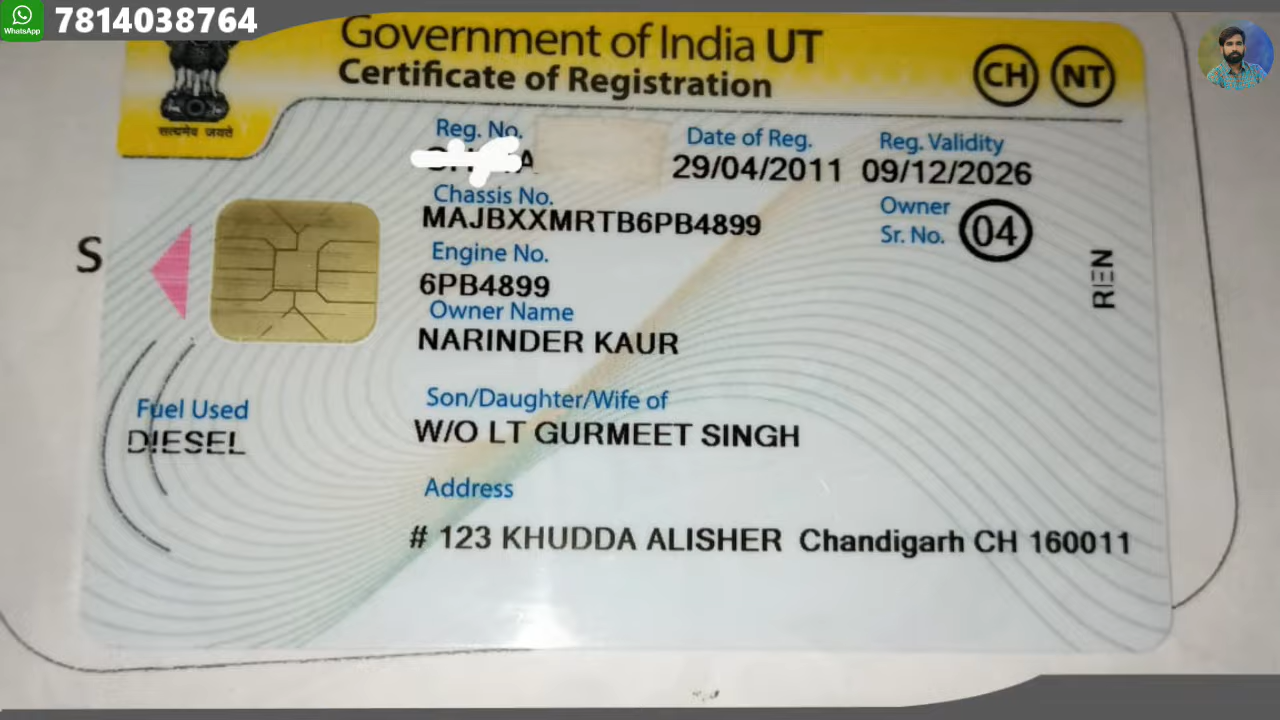 WhatsApp
7814038764
Government of India UT
Certificate of Registration
CH NT
सत्यमेव जयते
Reg. No.
Date of Reg.
Reg. Validity
29/04/2011
09/12/2026
Chassis No.
MAJBXXMRTB6PB4899
Owner
Sr. No.
04
Engine No.
6PB4899
Owner Name
NARINDER KAUR
S
Son/Daughter/Wife of
W/O LT GURMEET SINGH
Fuel Used
DIESEL
Address
# 123 KHUDDA ALISHER Chandigarh CH 160011